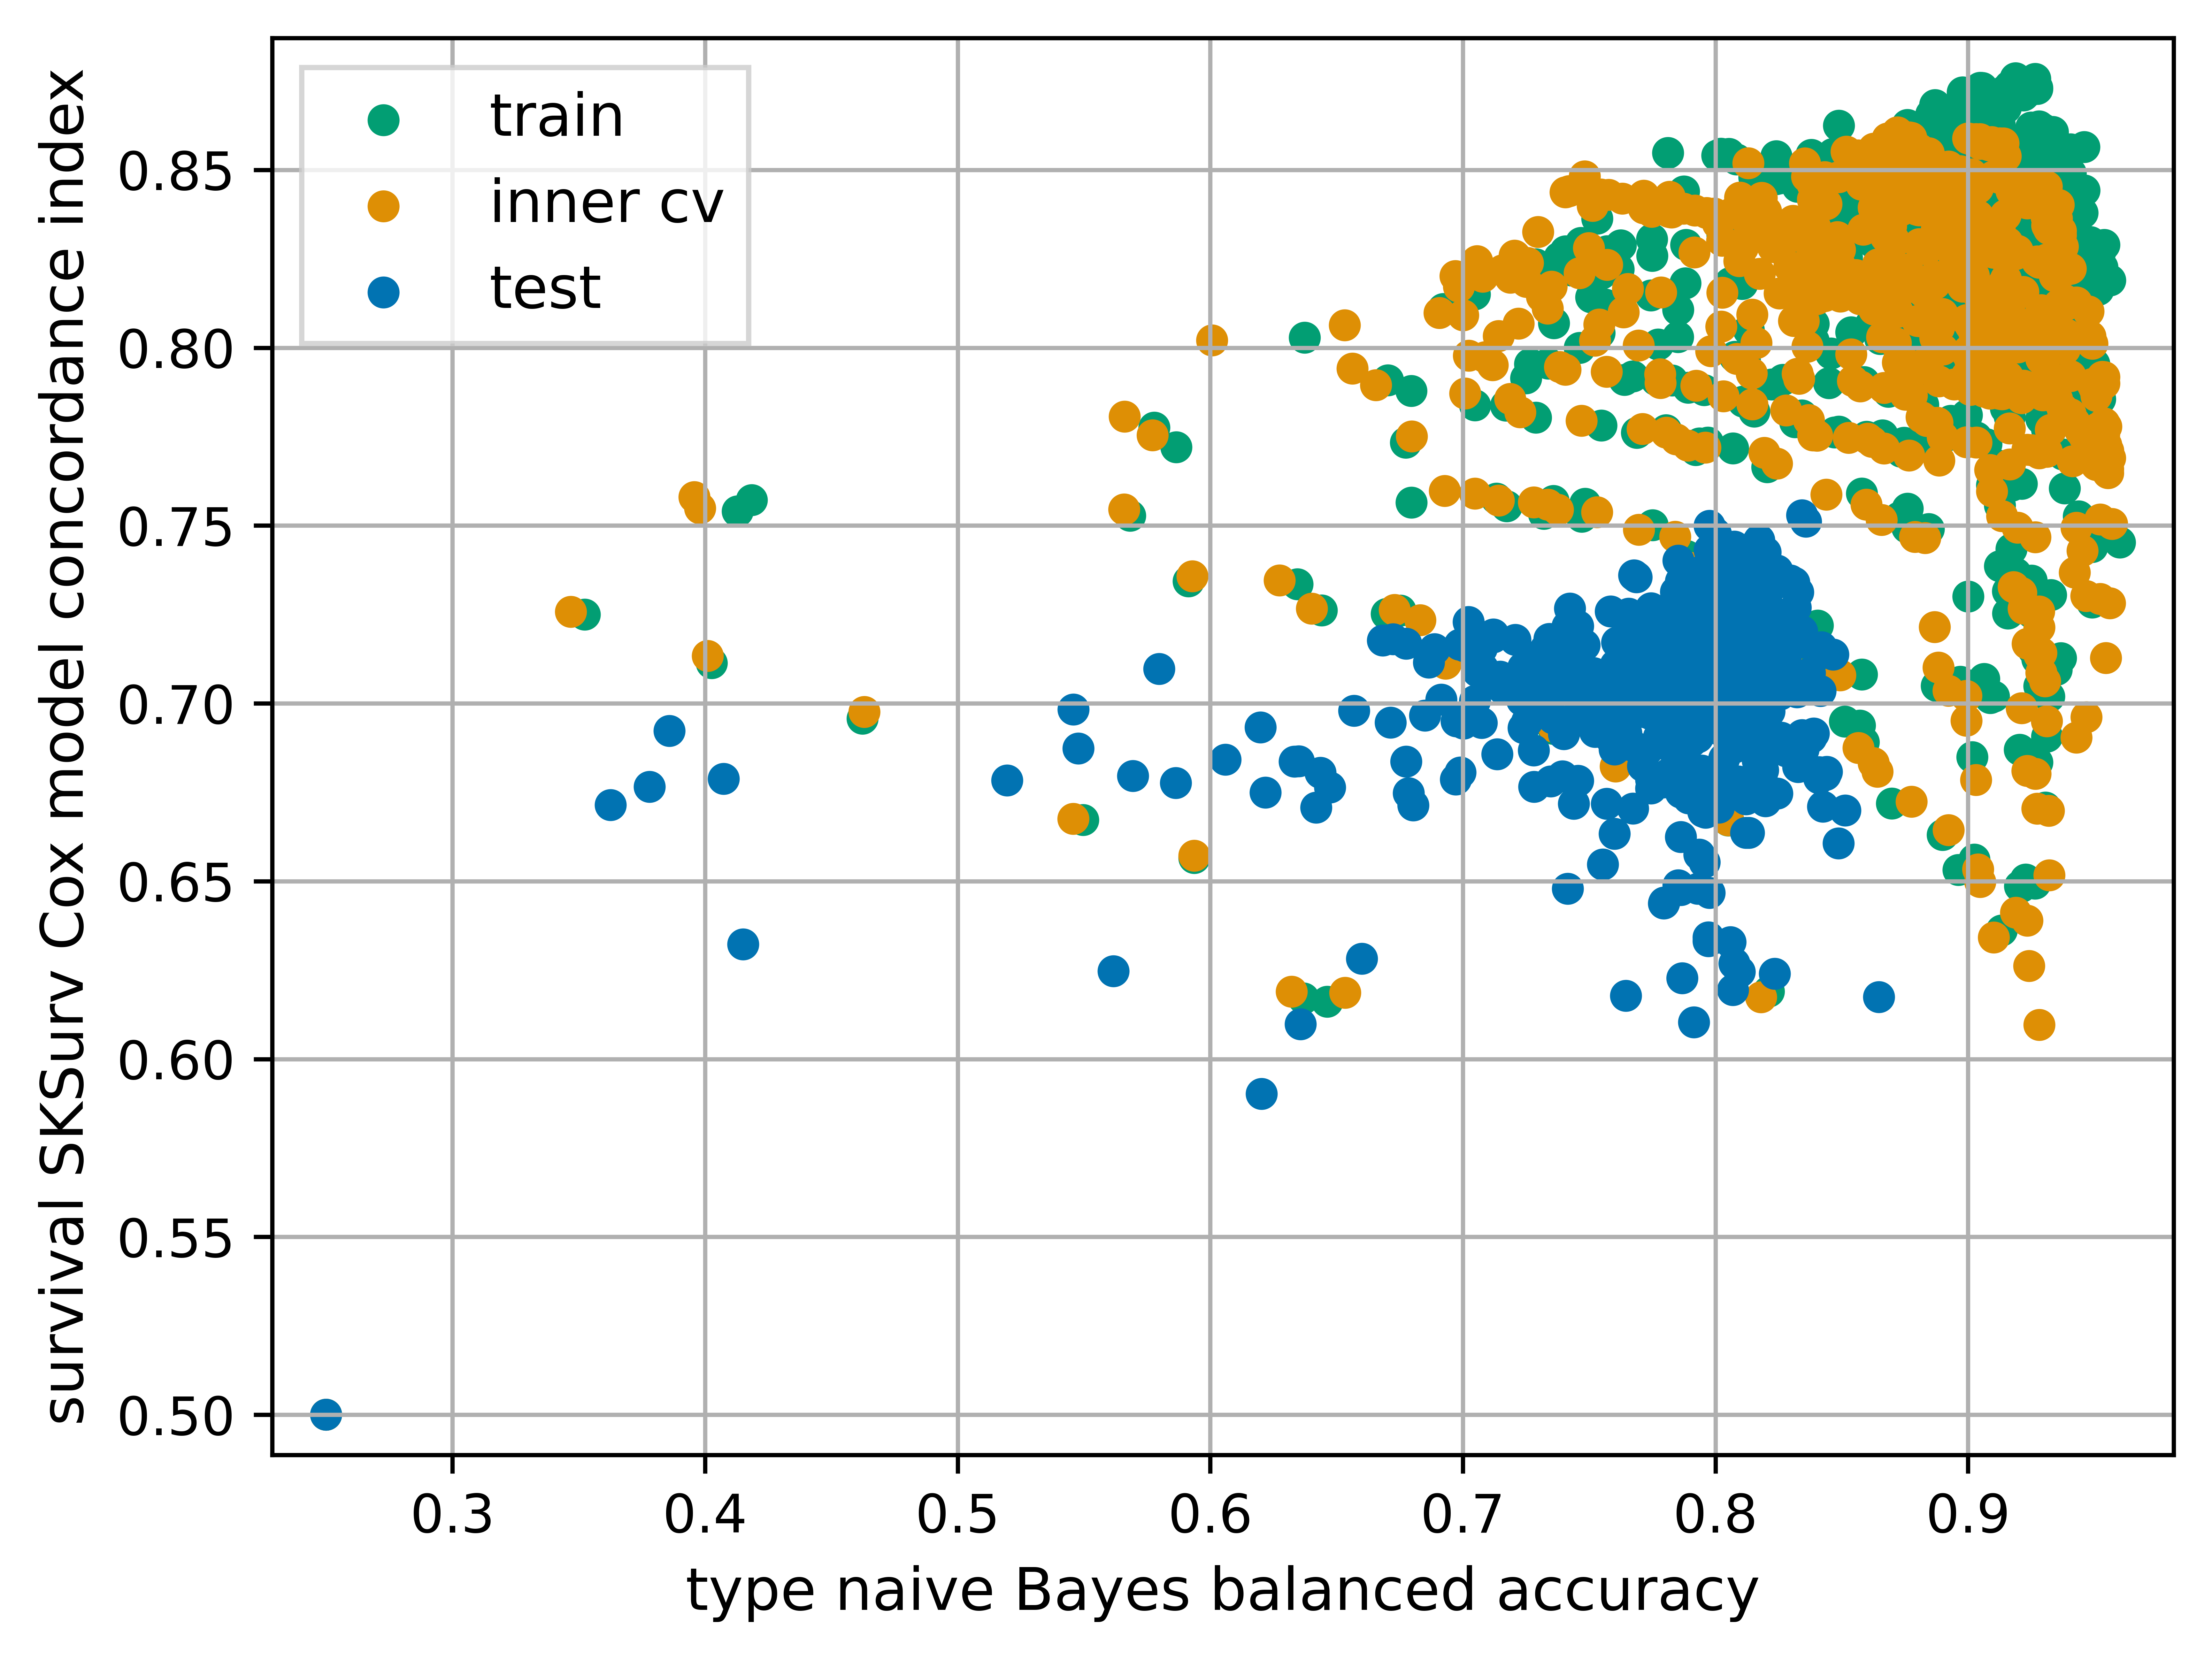 train
inner cv
test
0.85
0.80
0.75
0.70
0.65
0.60
0.55
0.50
survival SKSurv Cox model concordance index
0.3 0.4 0.5 0.6 0.7 0.8 0.9
type naive Bayes balanced accuracy